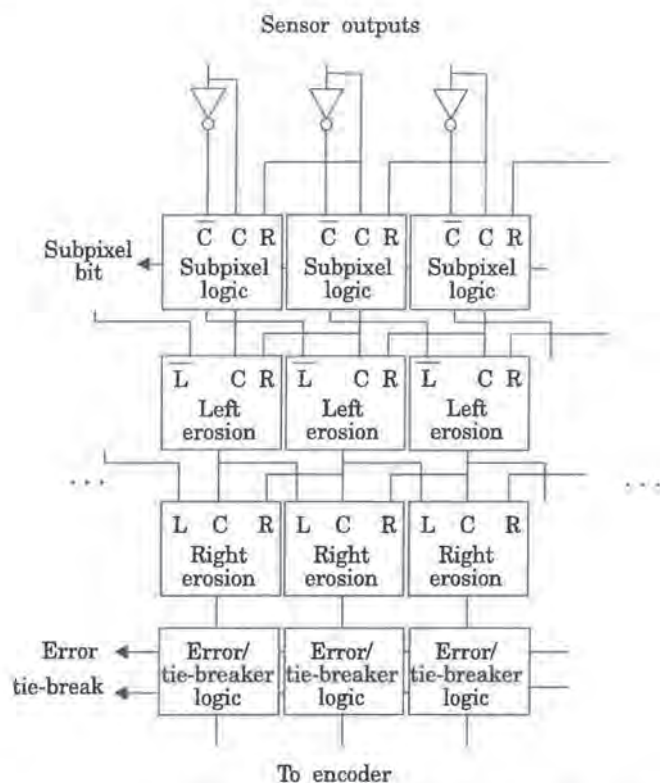 Sensor outputs
C̅ C R C̅ C R C̅ C R
Subpixel bit
Subpixel logic
Subpixel logic
Subpixel logic
L̅ C R L̅ C R L̅ C R
Left erosion
Left erosion
Left erosion
... ...
L C R L C R L C R
Right erosion
Right erosion
Right erosion
Error
tie-break
Error/ tie-breaker logic
Error/ tie-breaker logic
Error/ tie-breaker logic
To encoder